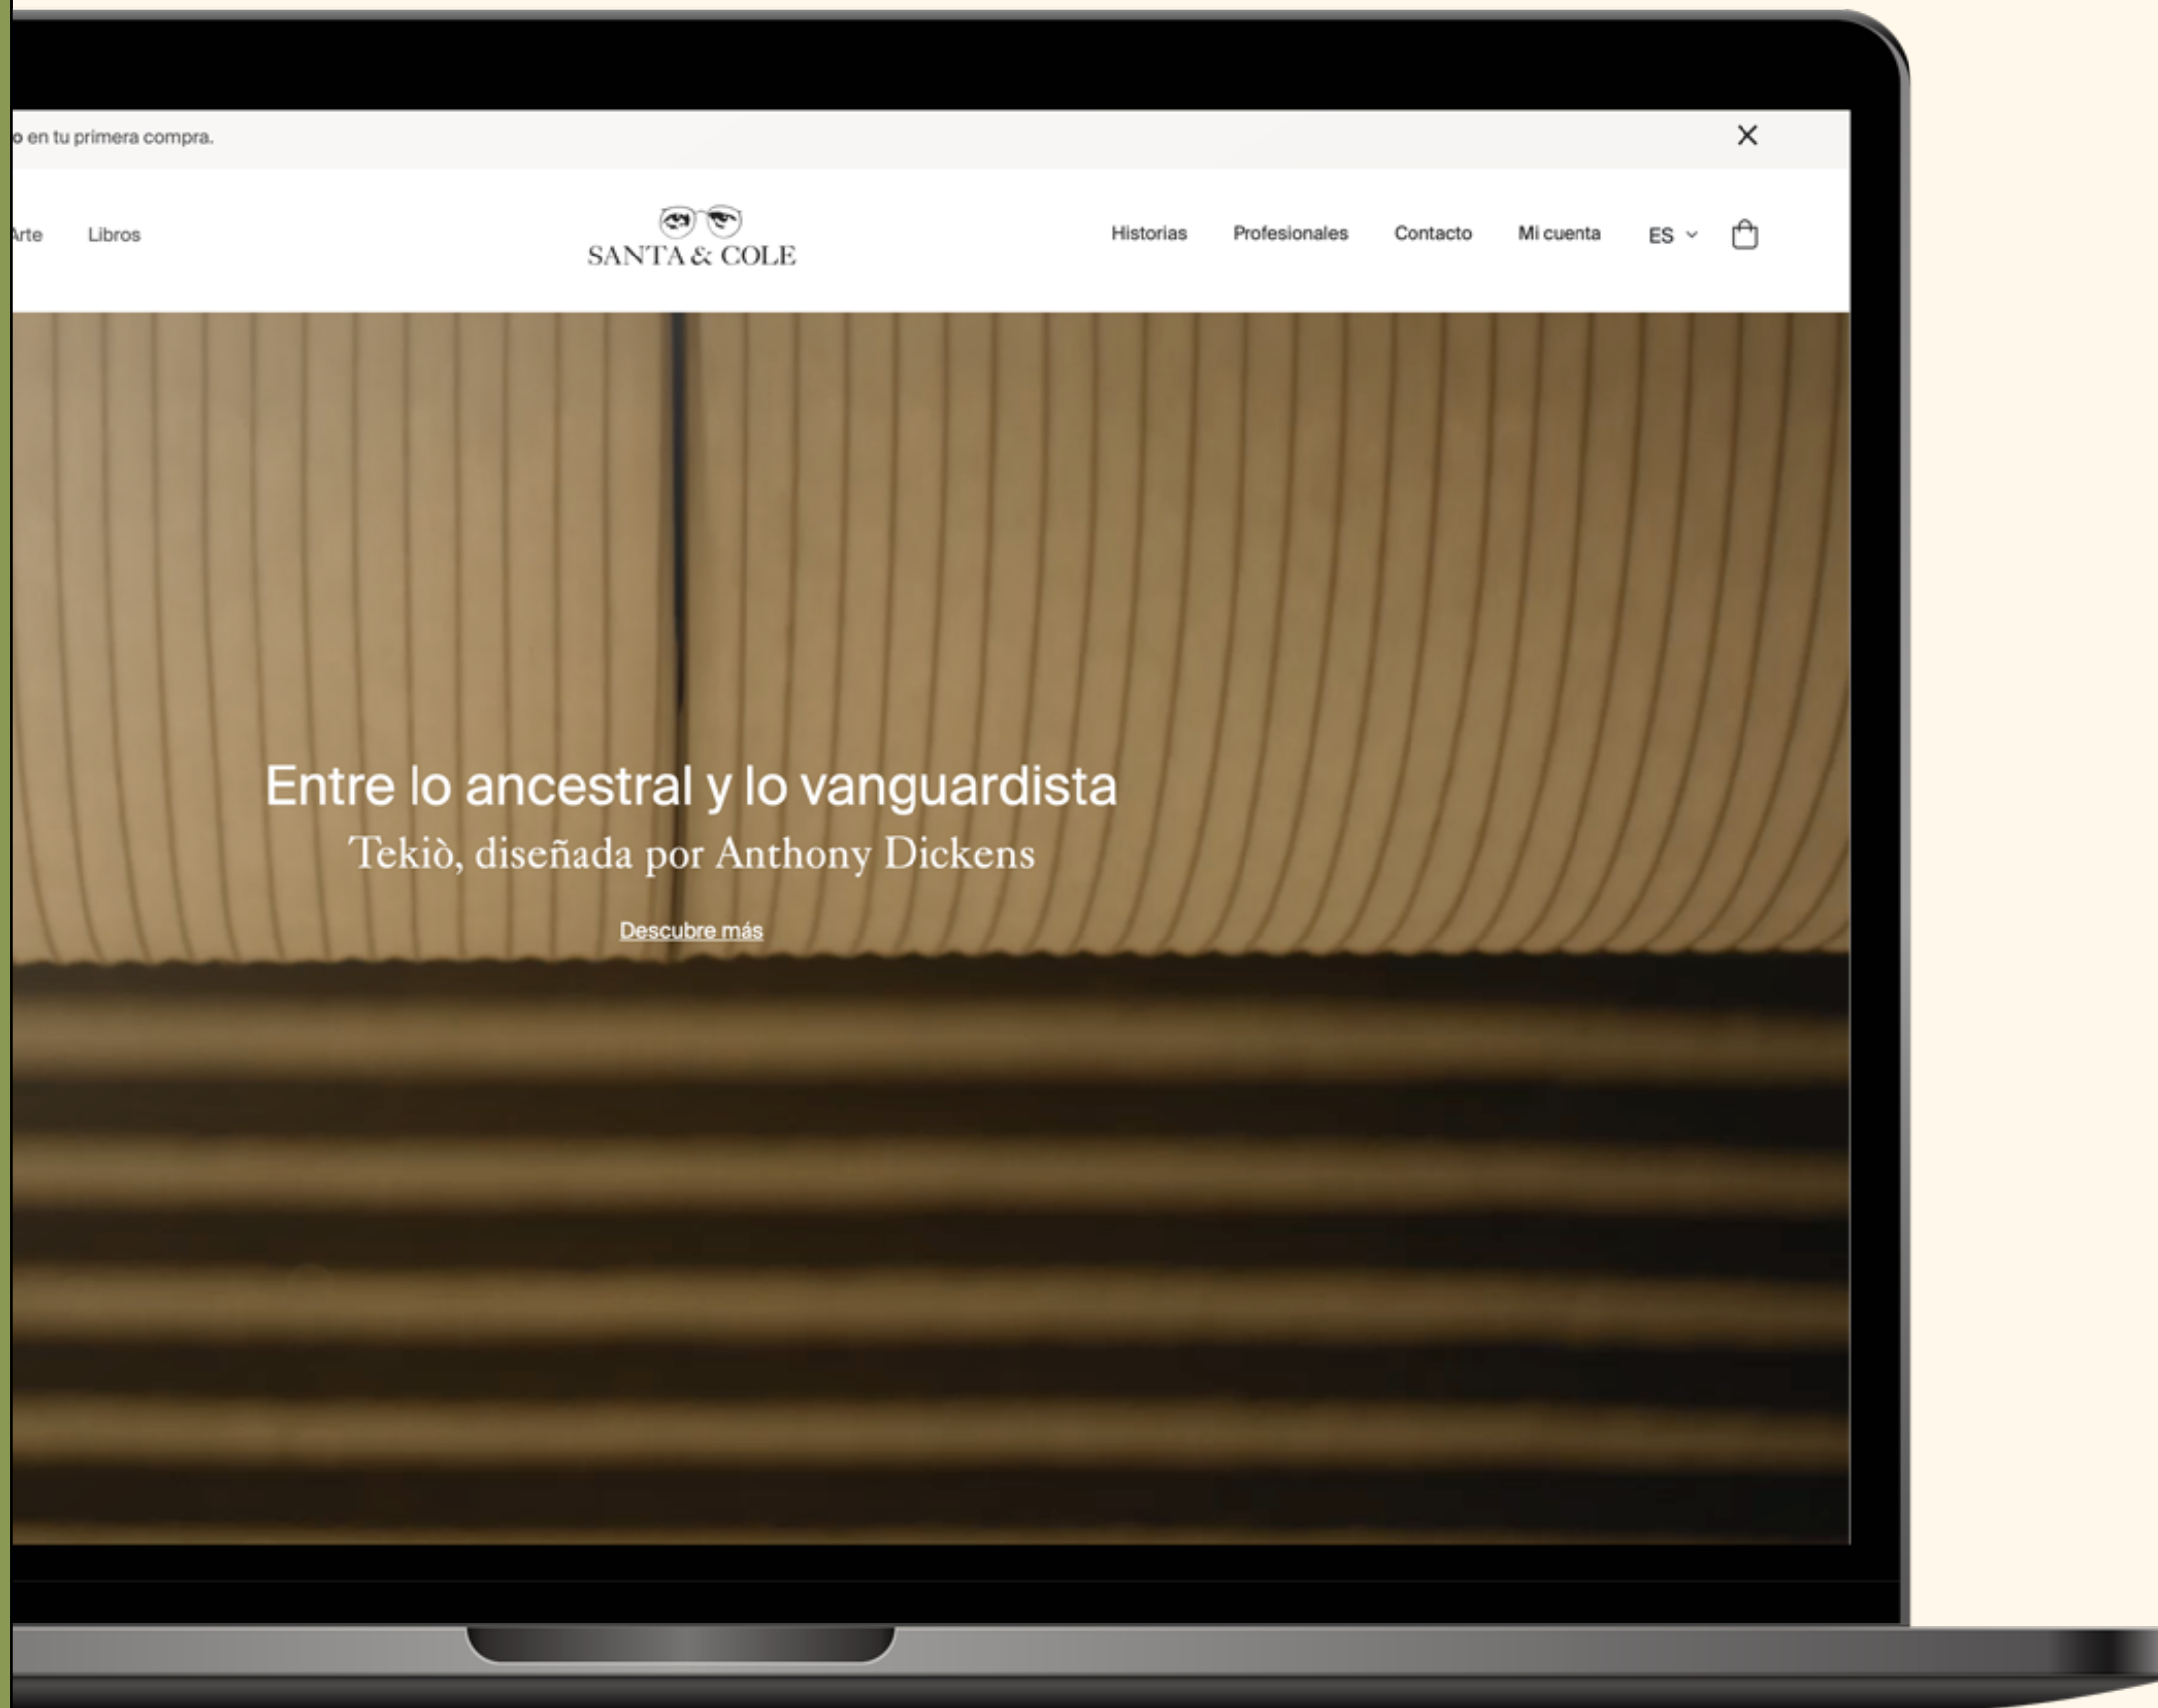 o en tu primera compra.
Arte Libros
SANTA & COLE
Historias Profesionales Contacto Mi cuenta ES
Entre lo ancestral y lo vanguardista
Tekiò, diseñada por Anthony Dickens
Descubre más